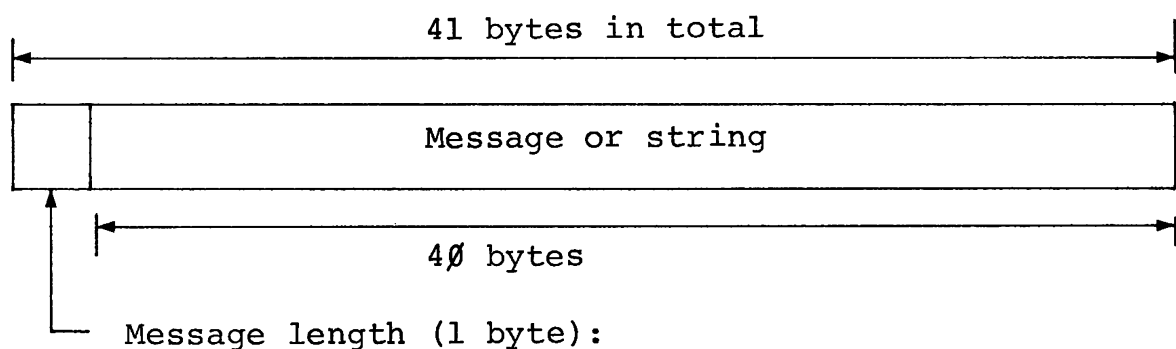 41 bytes in total
Message or string
4Ø bytes
Message length (1 byte):